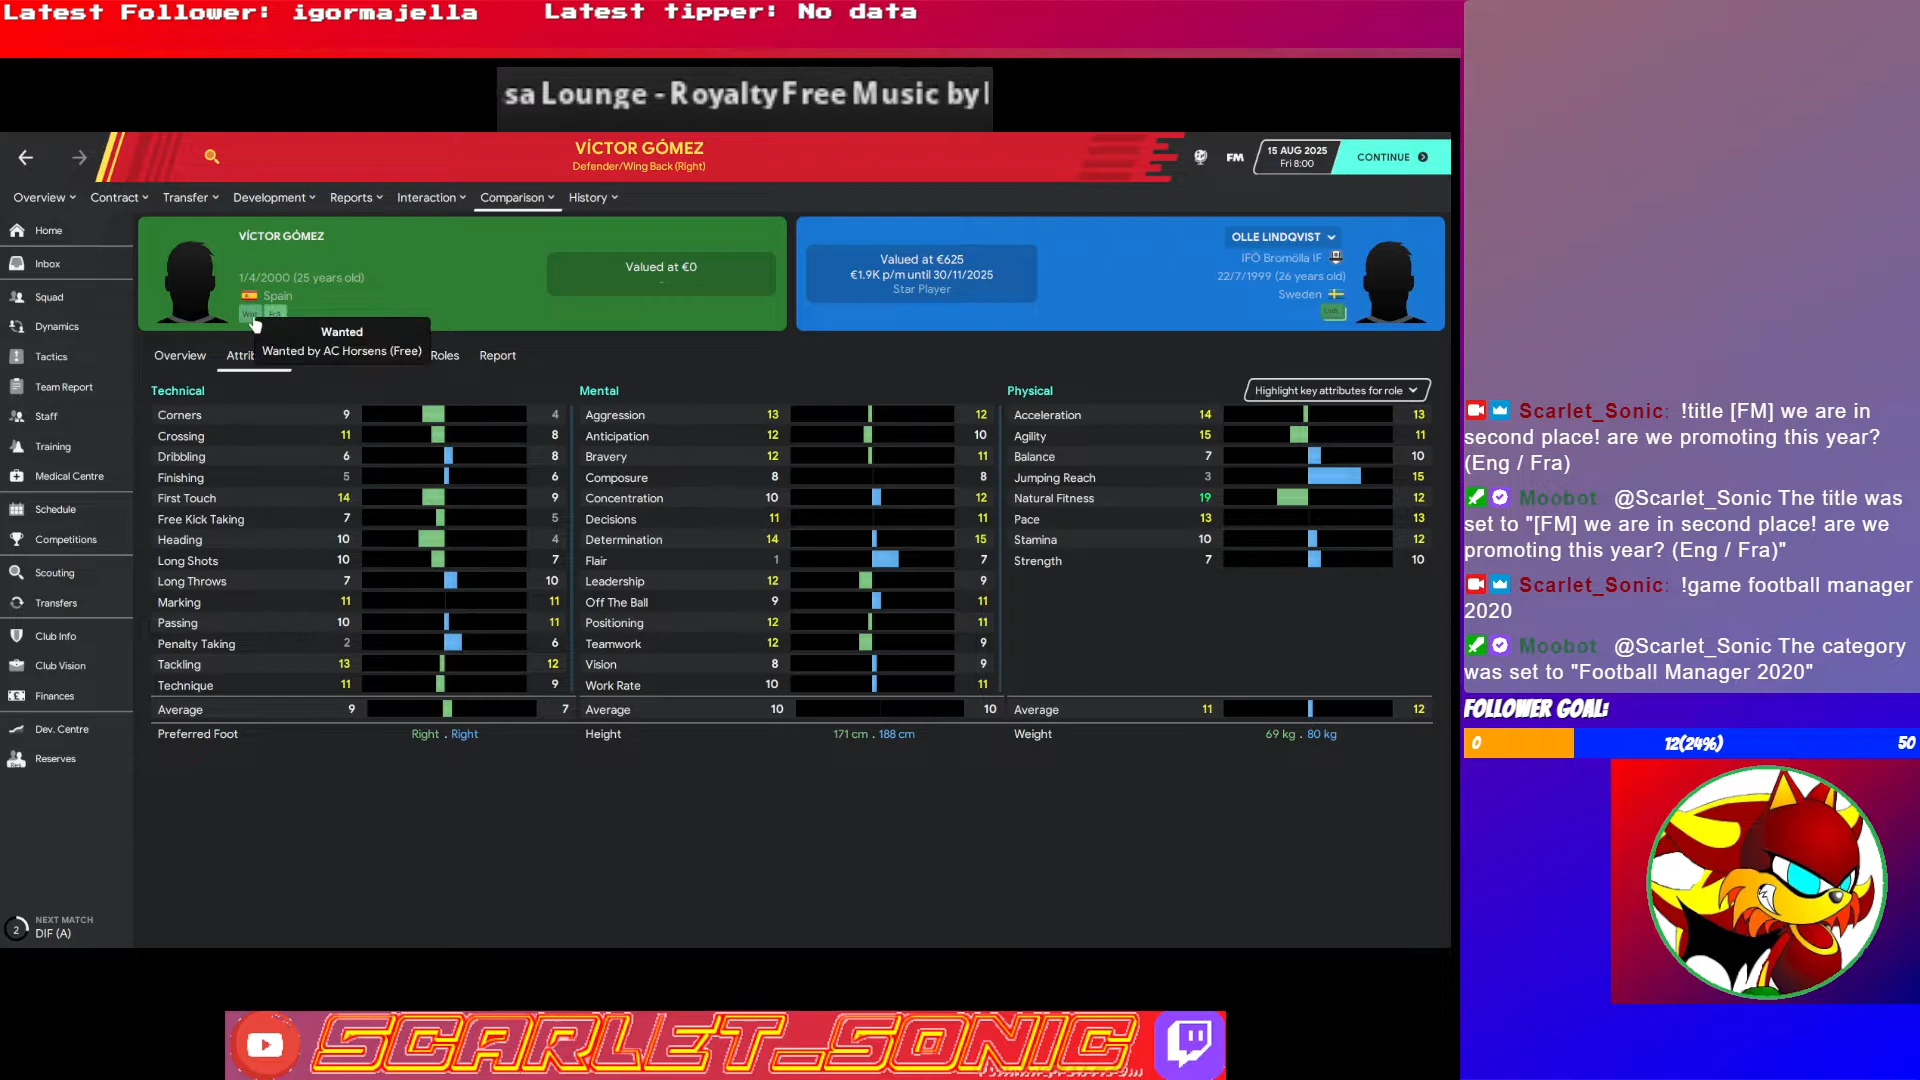 Latest Follower: igormajella Latest tipper: No data
sa Lounge - Royalty Free Music by
VÍCTOR GÓMEZ
Defender/Wing Back (Right)
FM
15 AUG 2025
Fri 8:00
CONTINUE
Overview Contract Transfer Development Reports Interaction Comparison History
Home
Inbox
Squad
Dynamics
Tactics
Team Report
Staff
Training
Medical Centre
Schedule
Competitions
Scouting
Transfers
Club Info
Club Vision
Finances
Dev. Centre
Reserves
NEXT MATCH
2 DIF (A)
VÍCTOR GÓMEZ
1/4/2000 (25 years old)
Spain
Valued at €0
-
Wanted
Wanted by AC Horsens (Free)
Valued at €625
€1.9K p/m until 30/11/2025
Star Player
OLLE LINDQVIST
IFÖ Bromölla IF
22/7/1999 (26 years old)
Sweden
Overview Attrib Roles Report
Highlight key attributes for role
Technical
Corners 9 4
Crossing 11 8
Dribbling 6 8
Finishing 5 6
First Touch 14 9
Free Kick Taking 7 5
Heading 10 4
Long Shots 10 7
Long Throws 7 10
Marking 11 11
Passing 10 11
Penalty Taking 2 6
Tackling 13 12
Technique 11 9
Average 9 7
Preferred Foot Right . Right
Mental
Aggression 13 12
Anticipation 12 10
Bravery 12 11
Composure 8 8
Concentration 10 12
Decisions 11 11
Determination 14 15
Flair 1 7
Leadership 12 9
Off The Ball 9 11
Positioning 12 11
Teamwork 12 9
Vision 8 9
Work Rate 10 11
Average 10 10
Height 171 cm . 188 cm
Physical
Acceleration 14 13
Agility 15 11
Balance 7 10
Jumping Reach 3 15
Natural Fitness 19 12
Pace 13 13
Stamina 10 12
Strength 7 10
Average 11 12
Weight 69 kg . 80 kg
Scarlet_Sonic: !title [FM] we are in
second place! are we promoting this year?
(Eng / Fra)
Moobot @Scarlet_Sonic The title was
set to "[FM] we are in second place! are we
promoting this year? (Eng / Fra)"
Scarlet_Sonic: !game football manager
2020
Moobot @Scarlet_Sonic The category
was set to "Football Manager 2020"
FOLLOWER GOAL:
0 12(24%) 50
SCARLET_SONIC